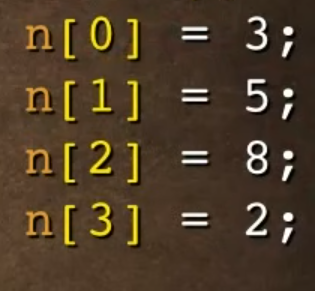 n[0] = 3;
n[1] = 5;
n[2] = 8;
n[3] = 2;